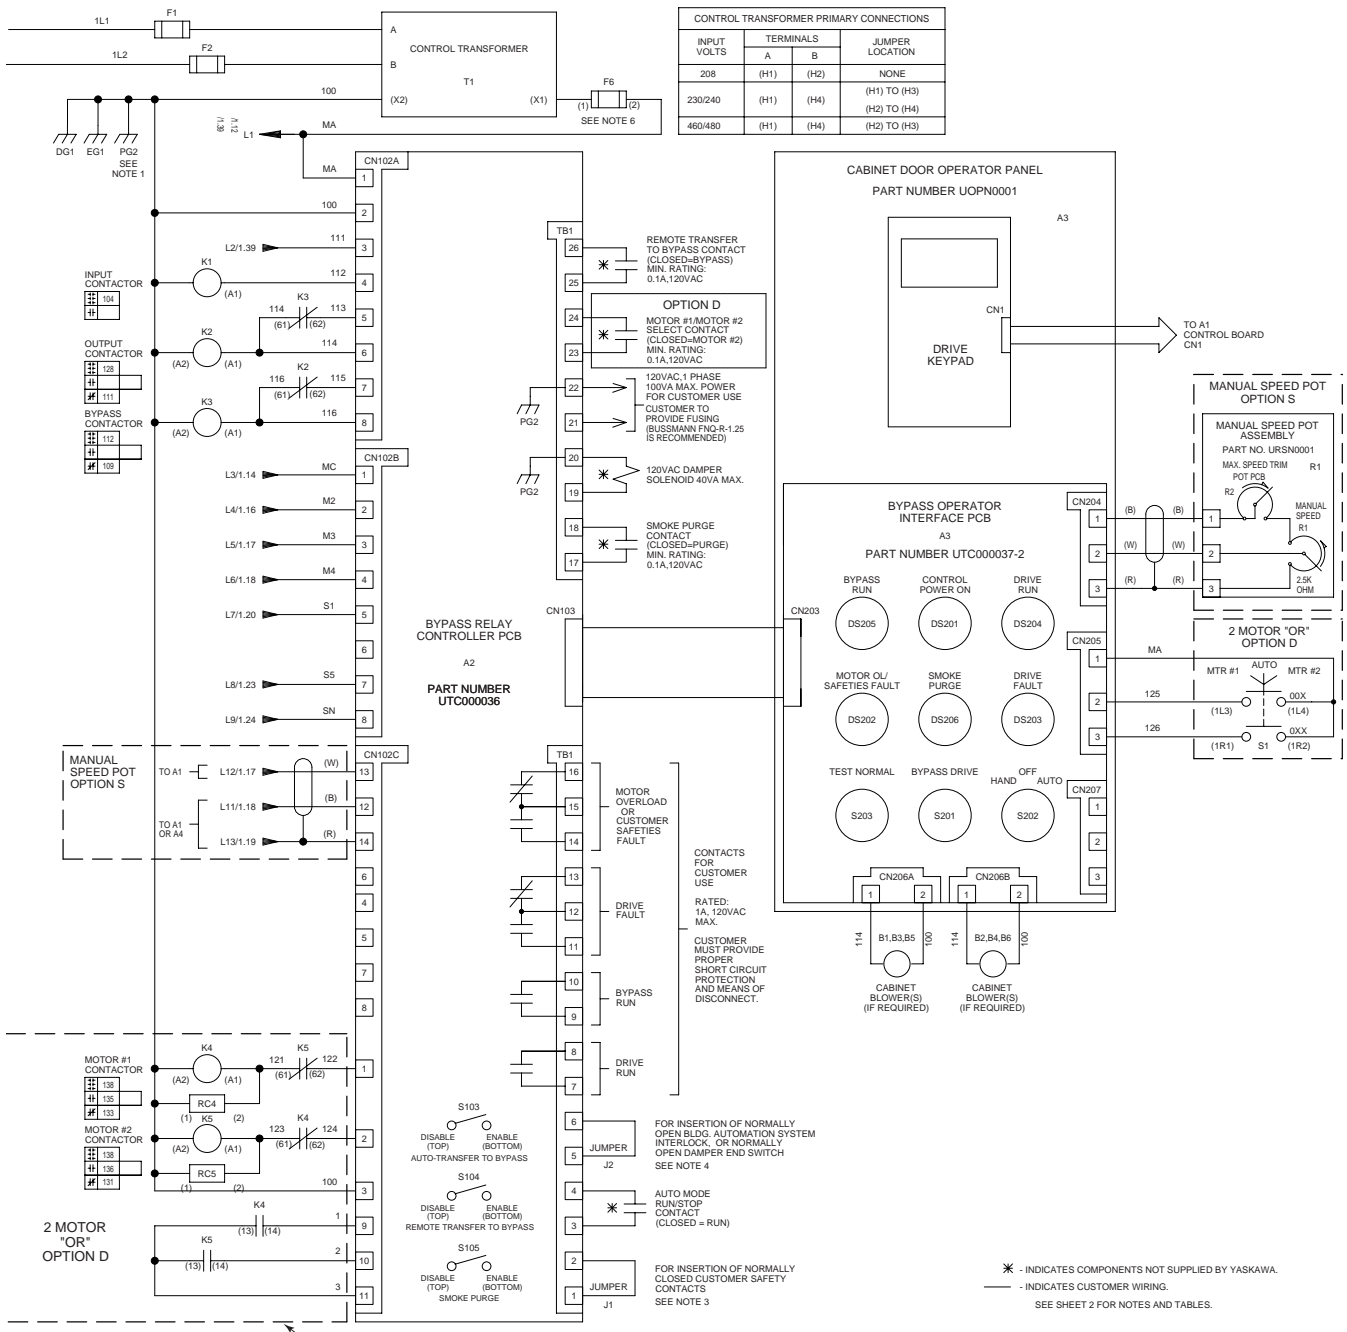 1L1
F1
1L2
F2
A
B
CONTROL TRANSFORMER
T1
100
(X2)
(X1)
F6
(1)
(2)
SEE NOTE 6
DG1
EG1
PG2
SEE
NOTE 1
/1.12
/1.39
L1
MA
CONTROL TRANSFORMER PRIMARY CONNECTIONS
INPUT
VOLTS
TERMINALS
A
B
JUMPER
LOCATION
208
(H1)
(H2)
NONE
230/240
(H1)
(H4)
(H1) TO (H3)
(H2) TO (H4)
460/480
(H1)
(H4)
(H2) TO (H3)
CN102A
MA
1
100
2
L2/1.39
111
3
INPUT
CONTACTOR
104
K1
(A1)
112
4
K3
114
113
(61)
(62)
5
OUTPUT
CONTACTOR
128
111
K2
(A2)
(A1)
114
6
K2
116
115
(61)
(62)
7
BYPASS
CONTACTOR
112
109
K3
(A2)
(A1)
116
8
CN102B
L3/1.14
MC
1
L4/1.16
M2
2
L5/1.17
M3
3
L6/1.18
M4
4
L7/1.20
S1
5
6
L8/1.23
S5
7
L9/1.24
SN
8
MANUAL
SPEED POT
OPTION S
TO A1
L12/1.17
(W)
L11/1.18
(B)
TO A1
OR A4
L13/1.19
(R)
CN102C
13
12
14
6
4
5
7
8
MOTOR #1
CONTACTOR
138
135
133
K4
(A2)
(A1)
121
K5
122
(61)
(62)
1
RC4
(1)
(2)
MOTOR #2
CONTACTOR
138
136
131
K5
(A2)
(A1)
123
K4
124
(61)
(62)
2
RC5
(1)
(2)
100
3
2 MOTOR
"OR"
OPTION D
K4
(13)
(14)
1
9
K5
(13)
(14)
2
10
3
11
BYPASS RELAY
CONTROLLER PCB
A2
PART NUMBER
UTC000036
S103
DISABLE
(TOP)
ENABLE
(BOTTOM)
AUTO-TRANSFER TO BYPASS
S104
DISABLE
(TOP)
ENABLE
(BOTTOM)
REMOTE TRANSFER TO BYPASS
S105
DISABLE
(TOP)
ENABLE
(BOTTOM)
SMOKE PURGE
TB1
26
25
REMOTE TRANSFER
TO BYPASS CONTACT
(CLOSED=BYPASS)
MIN. RATING:
0.1A,120VAC
24
23
OPTION D
MOTOR #1/MOTOR #2
SELECT CONTACT
(CLOSED=MOTOR #2)
MIN. RATING:
0.1A,120VAC
22
21
PG2
120VAC,1 PHASE
100VA MAX. POWER
FOR CUSTOMER USE
CUSTOMER TO
PROVIDE FUSING
(BUSSMANN FNQ-R-1.25
IS RECOMMENDED)
20
19
PG2
120VAC DAMPER
SOLENOID 40VA MAX.
18
17
SMOKE PURGE
CONTACT
(CLOSED=PURGE)
MIN. RATING:
0.1A,120VAC
CN103
TB1
16
15
14
MOTOR
OVERLOAD
OR
CUSTOMER
SAFETIES
FAULT
13
12
11
DRIVE
FAULT
10
9
BYPASS
RUN
8
7
DRIVE
RUN
CONTACTS
FOR
CUSTOMER
USE
RATED:
1A, 120VAC
MAX.
CUSTOMER
MUST PROVIDE
PROPER
SHORT CIRCUIT
PROTECTION
AND MEANS OF
DISCONNECT.
6
5
JUMPER
J2
FOR INSERTION OF NORMALLY
OPEN BLDG. AUTOMATION SYSTEM
INTERLOCK, OR NORMALLY
OPEN DAMPER END SWITCH
SEE NOTE 4
4
3
AUTO MODE
RUN/STOP
CONTACT
(CLOSED = RUN)
2
1
JUMPER
J1
FOR INSERTION OF NORMALLY
CLOSED CUSTOMER SAFETY
CONTACTS
SEE NOTE 3
CABINET DOOR OPERATOR PANEL
PART NUMBER UOPN0001
A3
CN1
DRIVE
KEYPAD
TO A1
CONTROL BOARD
CN1
CN203
BYPASS OPERATOR
INTERFACE PCB
A3
PART NUMBER UTC000037-2
BYPASS
RUN
CONTROL
POWER ON
DRIVE
RUN
DS205
DS201
DS204
MOTOR OL/
SAFETIES FAULT
SMOKE
PURGE
DRIVE
FAULT
DS202
DS206
DS203
TEST NORMAL
BYPASS DRIVE
OFF
HAND
AUTO
S203
S201
S202
CN204
1
2
3
CN205
1
2
3
CN207
1
2
3
CN206A
1
2
CN206B
1
2
114
B1,B3,B5
100
114
B2,B4,B6
100
CABINET
BLOWER(S)
(IF REQUIRED)
CABINET
BLOWER(S)
(IF REQUIRED)
(B)
(B)
(W)
(W)
(R)
(R)
MANUAL SPEED POT
OPTION S
MANUAL SPEED POT
ASSEMBLY
PART NO. URSN0001
MAX. SPEED TRIM
POT PCB
R1
R2
MANUAL
SPEED
R1
1
2
3
2.5K
OHM
2 MOTOR "OR"
OPTION D
MA
MTR #1
AUTO
MTR #2
125
(1L3)
00X
(1L4)
126
(1R1)
S1
0XX
(1R2)
- INDICATES COMPONENTS NOT SUPPLIED BY YASKAWA.
- INDICATES CUSTOMER WIRING.
SEE SHEET 2 FOR NOTES AND TABLES.